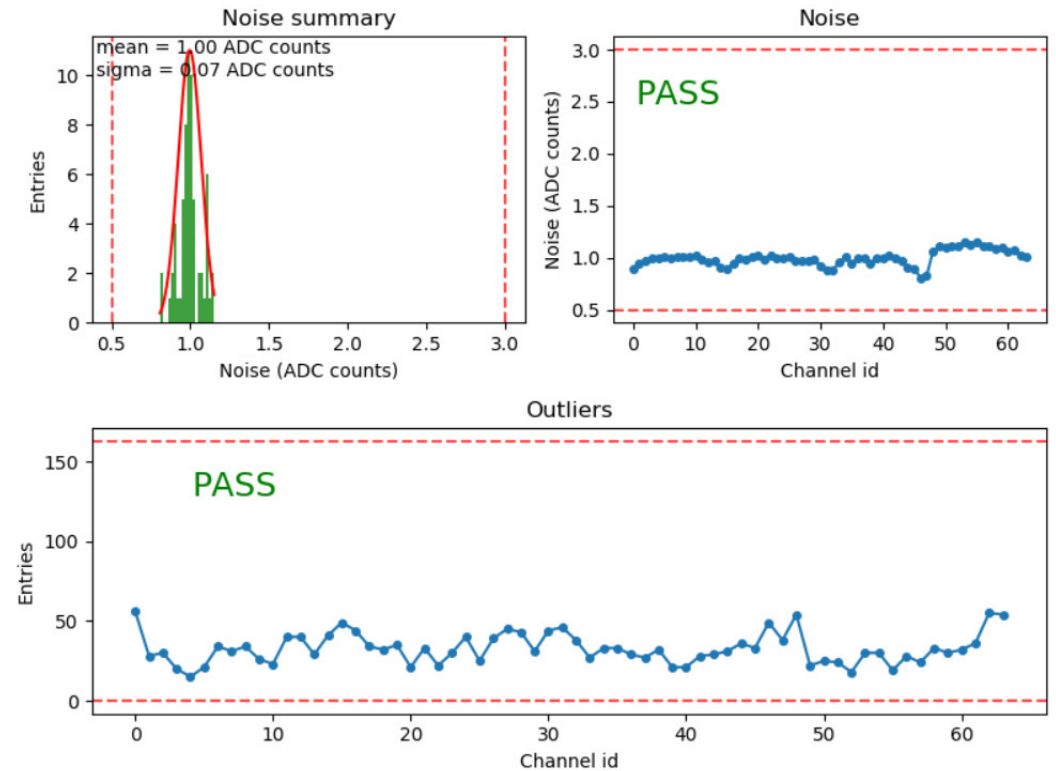 Noise summary
mean = 1.00 ADC counts
sigma = 0.07 ADC counts
10
8
6
4
2
0
Entries
0.5 1.0 1.5 2.0 2.5 3.0
Noise (ADC counts)
Noise
PASS
3.0
2.5
2.0
1.5
1.0
0.5
Noise (ADC counts)
0 10 20 30 40 50 60
Channel id
Outliers
PASS
150
100
50
0
Entries
0 10 20 30 40 50 60
Channel id